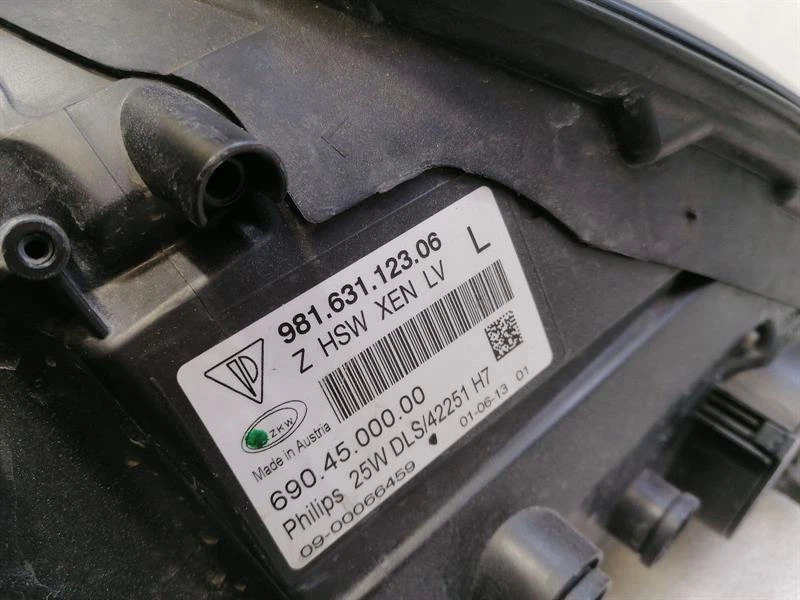 981.631.123.06 L
Z HSW XEN LV
ZKW
Made in Austria
690.45.000.00
Philips 25W DLS/42251 H7
09-00066459 01-06-13 01